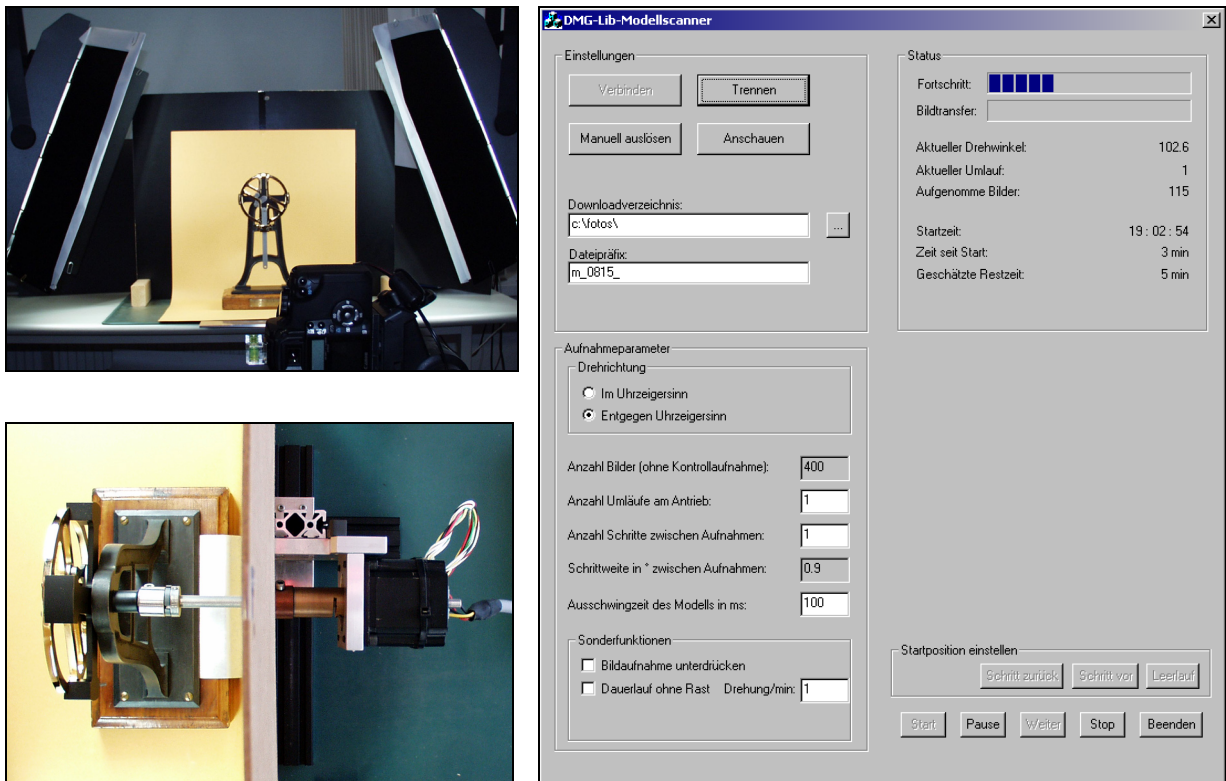 DMG-Lib-Modellscanner
Einstellungen
Verbinden
Trennen
Manuell auslösen
Anschauen
Downloadverzeichnis:
c:\fotos\
...
Dateipräfix:
m_0815_
Status
Fortschritt:
Bildtransfer:
Aktueller Drehwinkel: 102.6
Aktueller Umlauf: 1
Aufgenomme Bilder: 115
Startzeit: 19 : 02 : 54
Zeit seit Start: 3 min
Geschätzte Restzeit: 5 min
Aufnahmeparameter
Drehrichtung
Im Uhrzeigersinn
Entgegen Uhrzeigersinn
Anzahl Bilder (ohne Kontrollaufnahme): 400
Anzahl Umläufe am Antrieb: 1
Anzahl Schritte zwischen Aufnahmen: 1
Schrittweite in ° zwischen Aufnahmen: 0.9
Ausschwingzeit des Modells in ms: 100
Sonderfunktionen
Bildaufnahme unterdrücken
Dauerlauf ohne Rast Drehung/min: 1
Startposition einstellen
Schritt zurück Schritt vor Leerlauf
Start Pause Weiter Stop Beenden